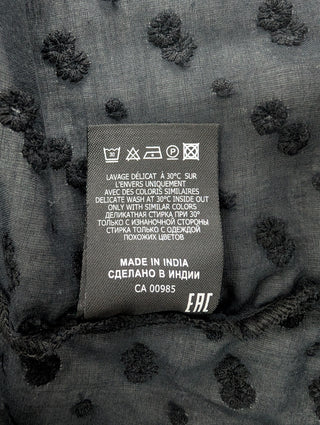 30 P
LAVAGE DÉLICAT À 30°C SUR
L'ENVERS UNIQUEMENT
AVEC DES COLORIS SIMILAIRES
DELICATE WASH AT 30°C INSIDE OUT
ONLY WITH SIMILAR COLORS
ДЕЛИКАТНАЯ СТИРКА ПРИ 30°
ТОЛЬКО С ИЗНАНОЧНОЙ СТОРОНЫ
СТИРКА ТОЛЬКО С ОДЕЖДОЙ
ПОХОЖИХ ЦВЕТОВ
MADE IN INDIA
СДЕЛАНО В ИНДИИ
CA 00985
EAC